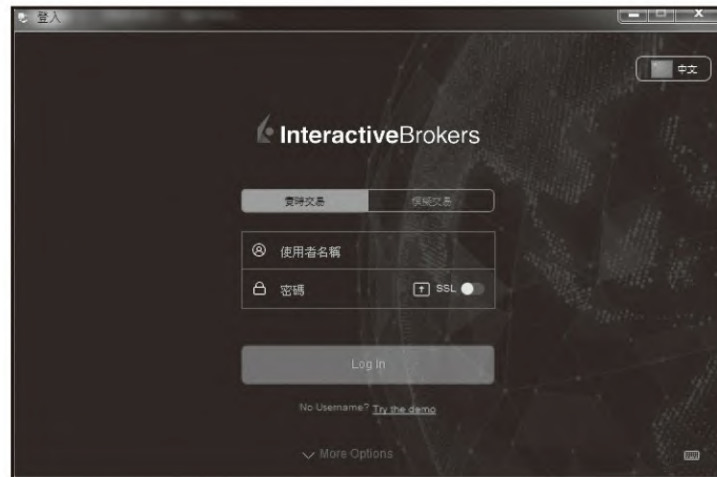 登入
中文
InteractiveBrokers
實時交易 模擬交易
使用者名稱
密碼 SSL
Log In
No Username? Try the demo
More Options